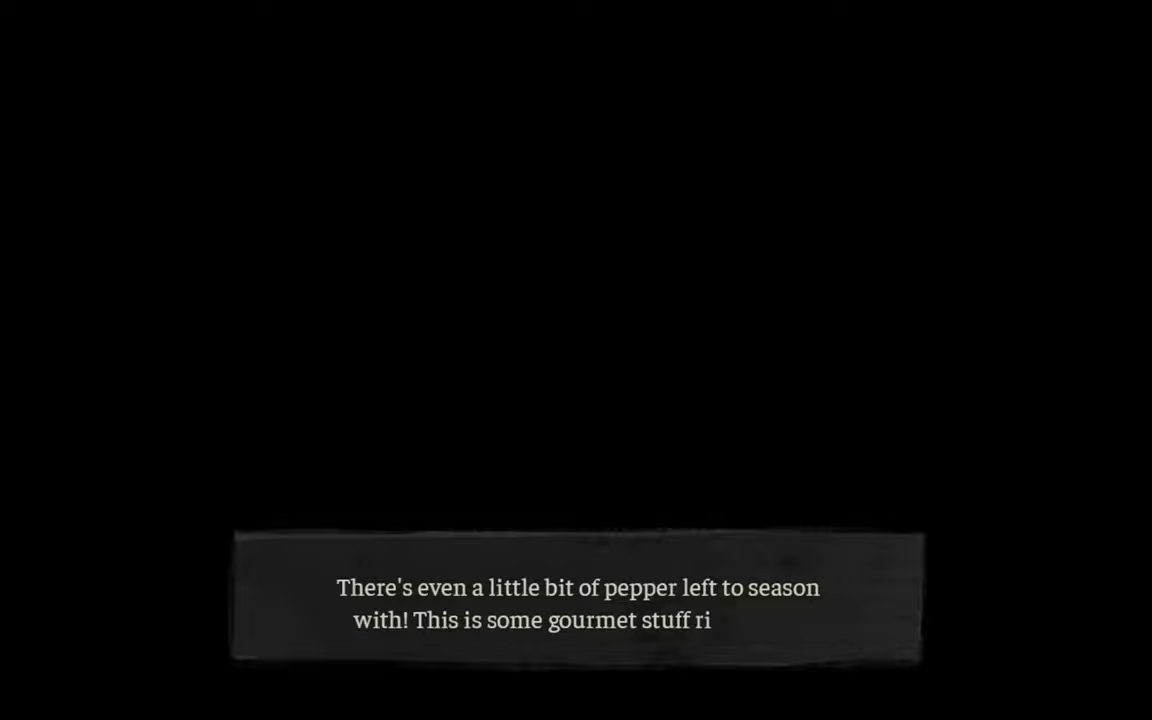 There's even a little bit of pepper left to season
with! This is some gourmet stuff ri